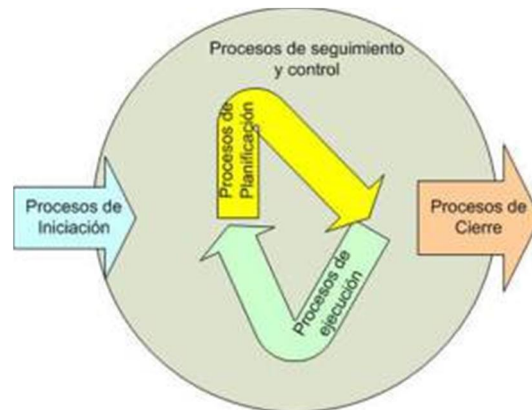 Procesos de seguimiento
y control
Procesos de
Planificación
Procesos de
Iniciación
Procesos de
Cierre
Procesos de
ejecución